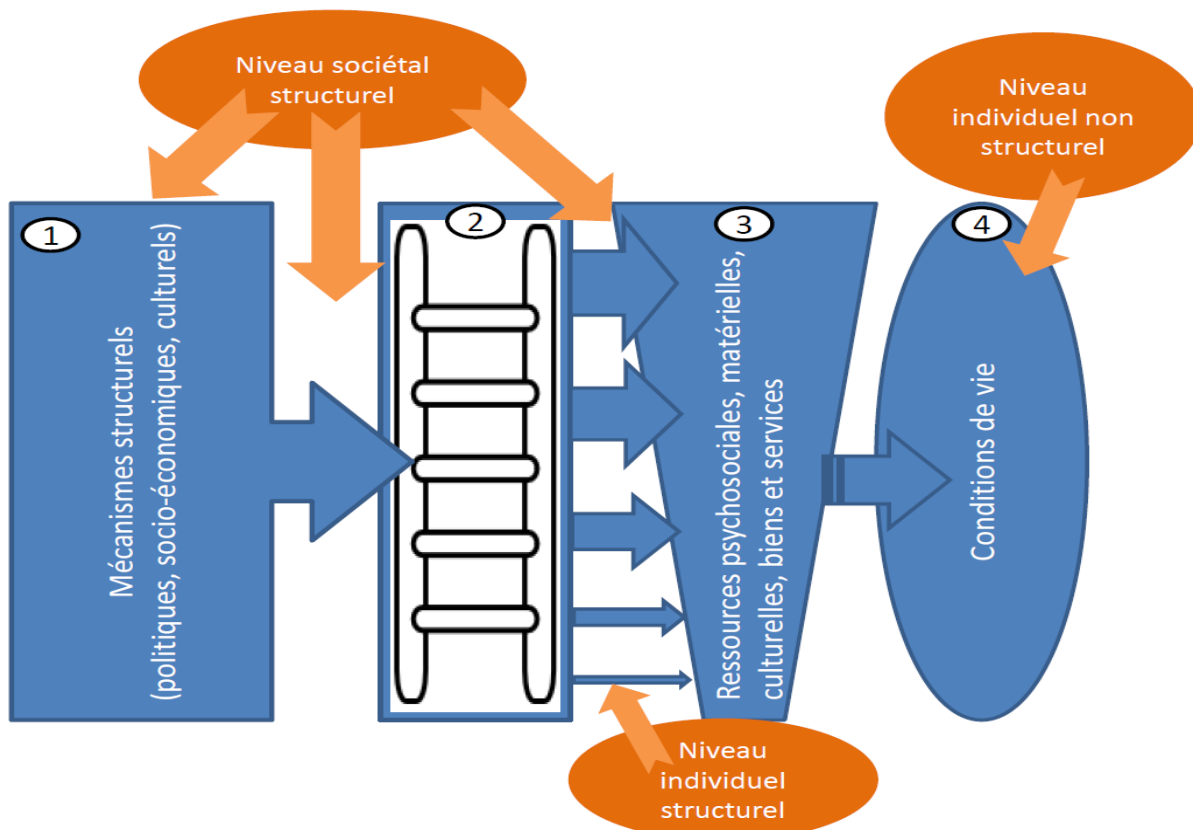 Niveau sociétal
structurel
Niveau
individuel non
structurel
1
Mécanismes structurels
(politiques, socio-économiques, culturels)
2
3
Ressources psychosociales, matérielles,
culturelles, biens et services
4
Conditions de vie
Niveau
individuel
structurel